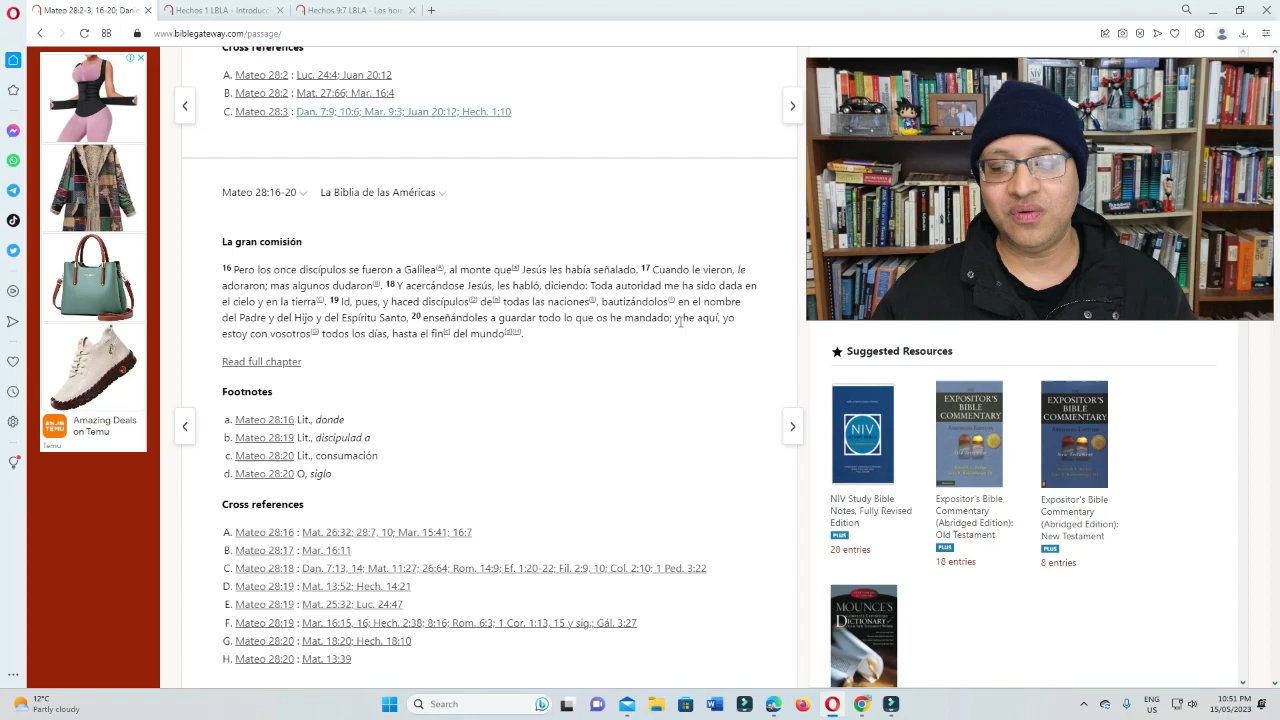 Mateo 28:2-3, 16-20; Dani
Hechos 1 LBLA -
Hechos 9:7 LBLA - Los hom
www.biblegateway.com/passage/
Cross references
A. Mateo 28:2 : Luc. 24:4; Juan 20:12
B. Mateo 28:2 : Mat. 27:66; Mar. 16:4
C. Mateo 28:3 : Dan. 7:9; 10:6; Mar. 9:3; Juan 20:12; Hech. 1:10
Mateo 28:16-20 La Biblia de las Américas
La gran comisión
16 Pero los once discípulos se fueron a Galilea[A], al monte que[a] Jesús les había señalado. 17 Cuando le vieron, le
adoraron; mas algunos dudaron[B]. 18 Y acercándose Jesús, les habló, diciendo: Toda autoridad me ha sido dada en
el cielo y en la tierra[C]. 19 Id, pues, y haced discípulos[D] de[b] todas las naciones[E], bautizándolos[F] en el nombre
del Padre y del Hijo y del Espíritu Santo, 20 enseñándoles a guardar todo lo que os he mandado; y he aquí, yo
estoy con vosotros[G] todos los días, hasta el fin[c] del mundo[d][H].
Read full chapter
Footnotes
a. Mateo 28:16 Lit., donde
b. Mateo 28:19 Lit., discipulad a
c. Mateo 28:20 Lit., consumación
d. Mateo 28:20 O, siglo
Cross references
A. Mateo 28:16 : Mat. 26:32; 28:7, 10; Mar. 15:41; 16:7
B. Mateo 28:17 : Mar. 16:11
C. Mateo 28:18 : Dan. 7:13, 14; Mat. 11:27; 26:64; Rom. 14:9; Ef. 1:20-22; Fil. 2:9, 10; Col. 2:10; 1 Ped. 3:22
D. Mateo 28:19 : Mat. 13:52; Hech. 14:21
E. Mateo 28:19 : Mat. 25:32; Luc. 24:47
F. Mateo 28:19 : Mar. 16:15, 16; Hech. 2:38; 8:16; Rom. 6:3; 1 Cor. 1:13, 15 y sig.; Gál. 3:27
G. Mateo 28:20 : Mat. 18:20; Hech. 18:10
H. Mateo 28:20 : Mat. 13:39
Amazing Deals
on Temu
Temu
Suggested Resources
NIV
EXPOSITOR'S
BIBLE
COMMENTARY
EXPOSITOR'S
BIBLE
COMMENTARY
NIV Study Bible
Notes, Fully Revised
Edition
PLUS
28 entries
Expositor's Bible
Commentary
(Abridged Edition):
Old Testament
PLUS
18 entries
Expositor's Bible
Commentary
(Abridged Edition):
New Testament
PLUS
8 entries
MOUNCE'S
DICTIONARY
12°C
Partly cloudy
Search
ENG
US
10:51 PM
15/05/2023